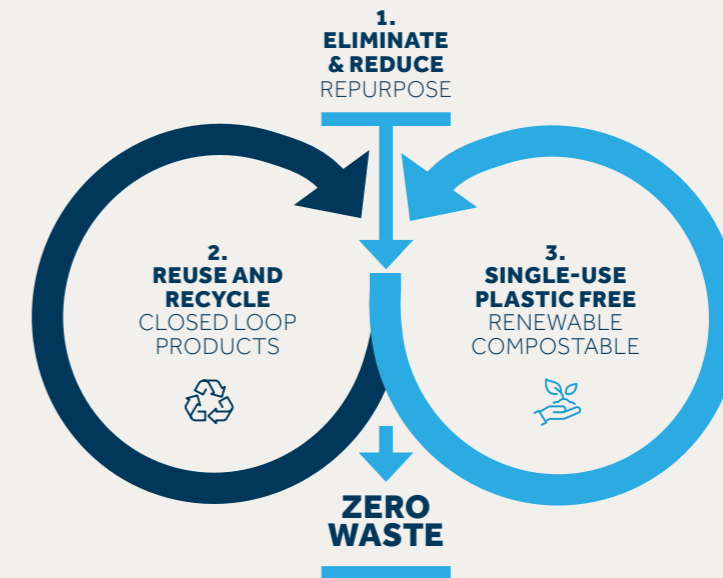 1.
ELIMINATE
& REDUCE
REPURPOSE
2.
REUSE AND
RECYCLE
CLOSED LOOP
PRODUCTS
3.
SINGLE-USE
PLASTIC FREE
RENEWABLE
COMPOSTABLE
ZERO
WASTE